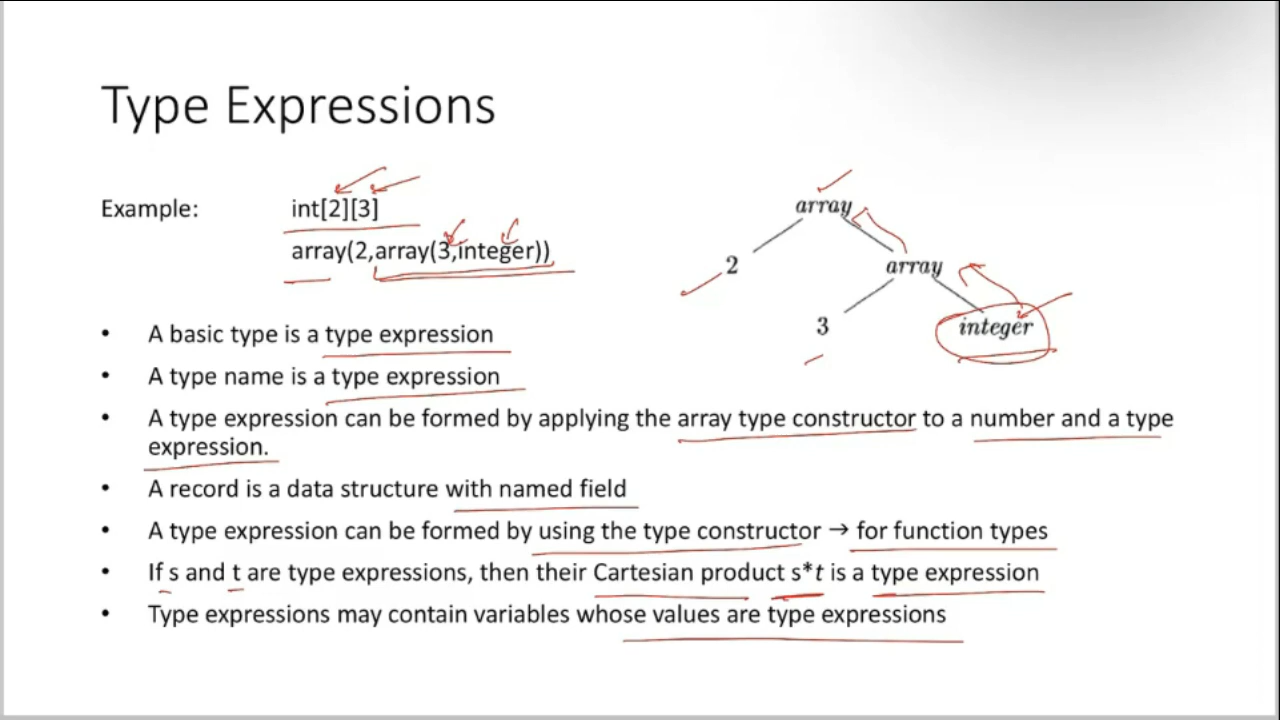 Type Expressions
Example: int[2][3]
array(2,array(3,integer))
array
2 array
3 integer
• A basic type is a type expression
• A type name is a type expression
• A type expression can be formed by applying the array type constructor to a number and a type
expression.
• A record is a data structure with named field
• A type expression can be formed by using the type constructor → for function types
• If s and t are type expressions, then their Cartesian product s*t is a type expression
• Type expressions may contain variables whose values are type expressions